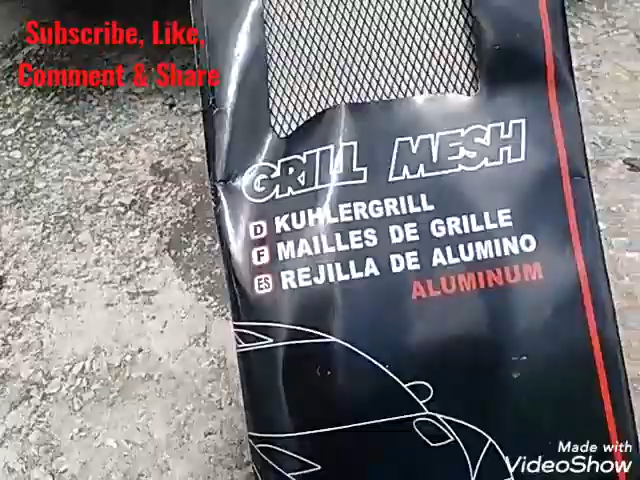 Subscribe, Like,
Comment & Share
GRILL MESH
D KUHLERGRILL
F MAILLES DE GRILLE
ES REJILLA DE ALUMINO
ALUMINUM
Made with
VideoShow